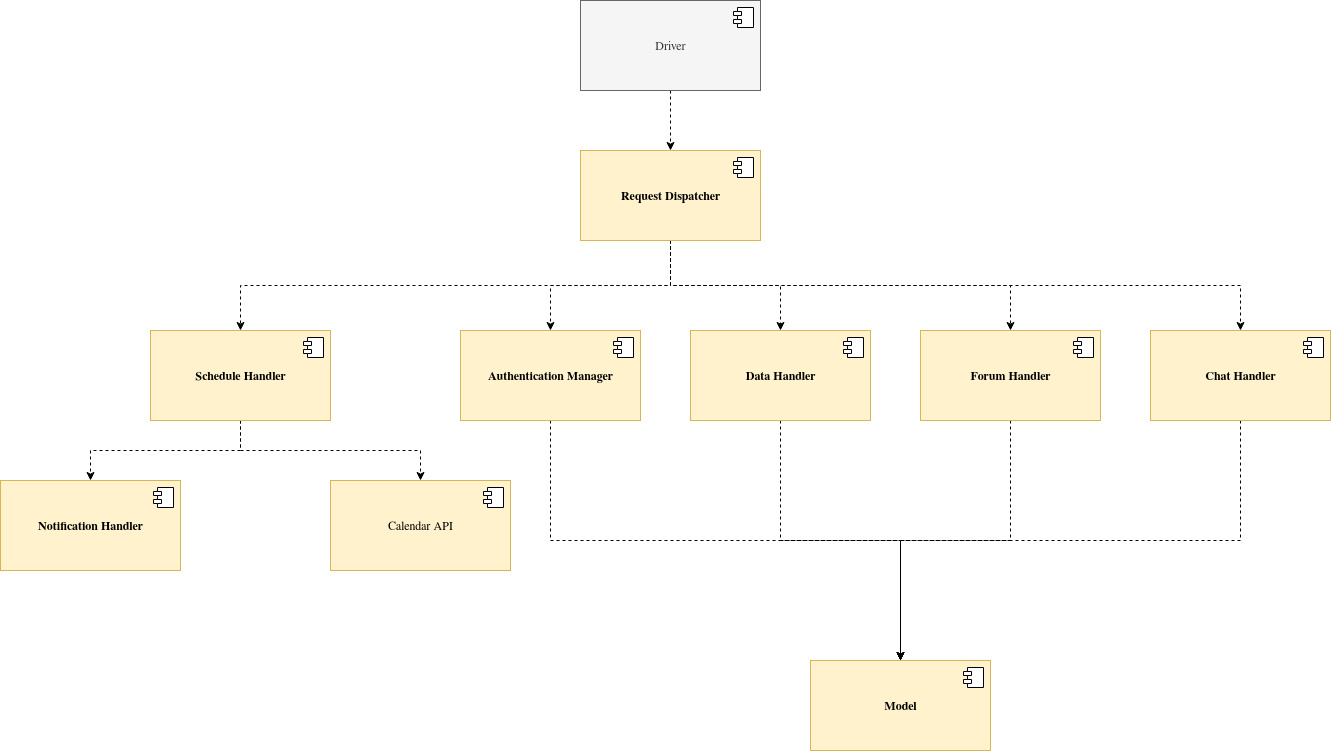 Driver
Request Dispatcher
Schedule Handler
Authentication Manager
Data Handler
Forum Handler
Chat Handler
Notification Handler
Calendar API
Model